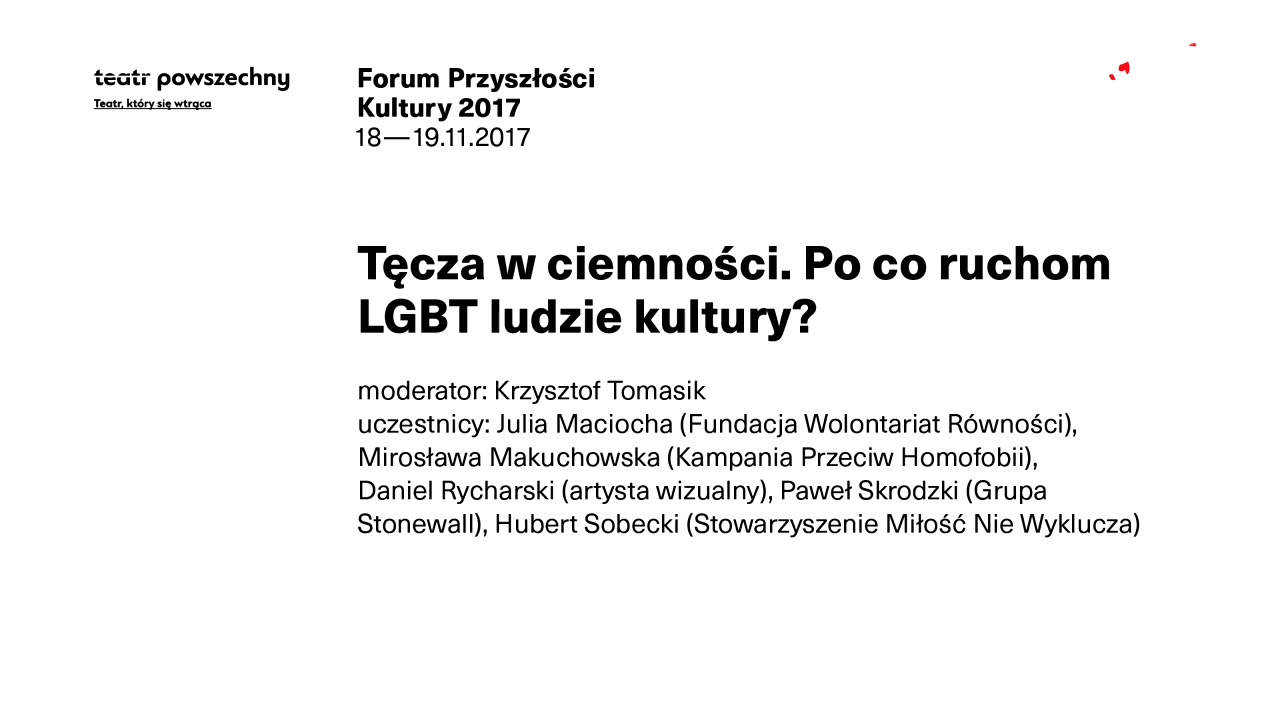 teatr powszechny
Teatr, który się wtrąca
Forum Przyszłości
Kultury 2017
18—19.11.2017
Tęcza w ciemności. Po co ruchom
LGBT ludzie kultury?
moderator: Krzysztof Tomasik
uczestnicy: Julia Maciocha (Fundacja Wolontariat Równości),
Mirosława Makuchowska (Kampania Przeciw Homofobii),
Daniel Rycharski (artysta wizualny), Paweł Skrodzki (Grupa
Stonewall), Hubert Sobecki (Stowarzyszenie Miłość Nie Wyklucza)